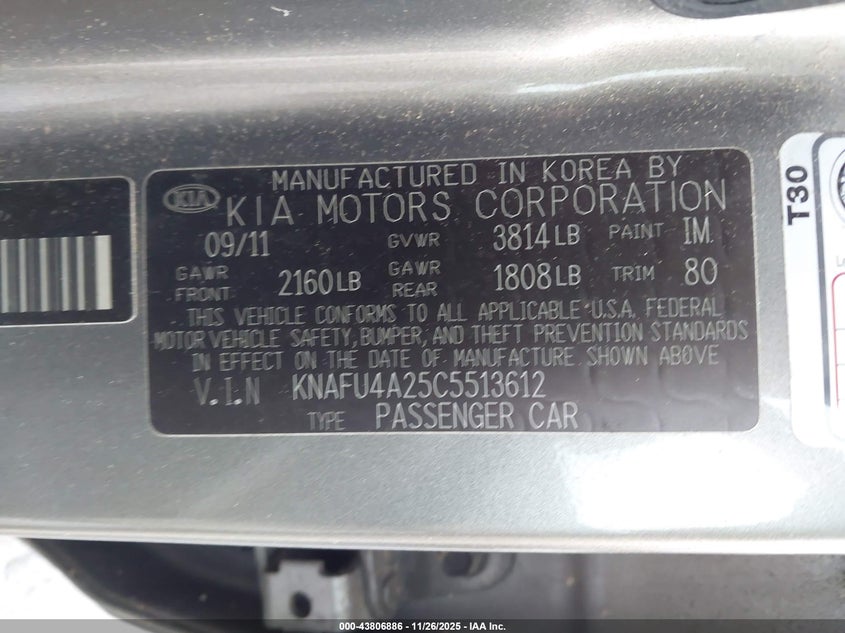 MANUFACTURED IN KOREA BY
KIA KIA MOTORS CORPORATION
09/11 GVWR 3814 LB PAINT IM
GAWR FRONT 2160 LB GAWR REAR 1808 LB TRIM 80
THIS VEHICLE CONFORMS TO ALL APPLICABLE U.S.A. FEDERAL
MOTOR VEHICLE SAFETY, BUMPER, AND THEFT PREVENTION STANDARDS
IN EFFECT ON THE DATE OF MANUFACTURE SHOWN ABOVE
V.I.N KNAFU4A25C5513612
TYPE PASSENGER CAR
T30
000-43806886 - 11/26/2025 - IAA Inc.